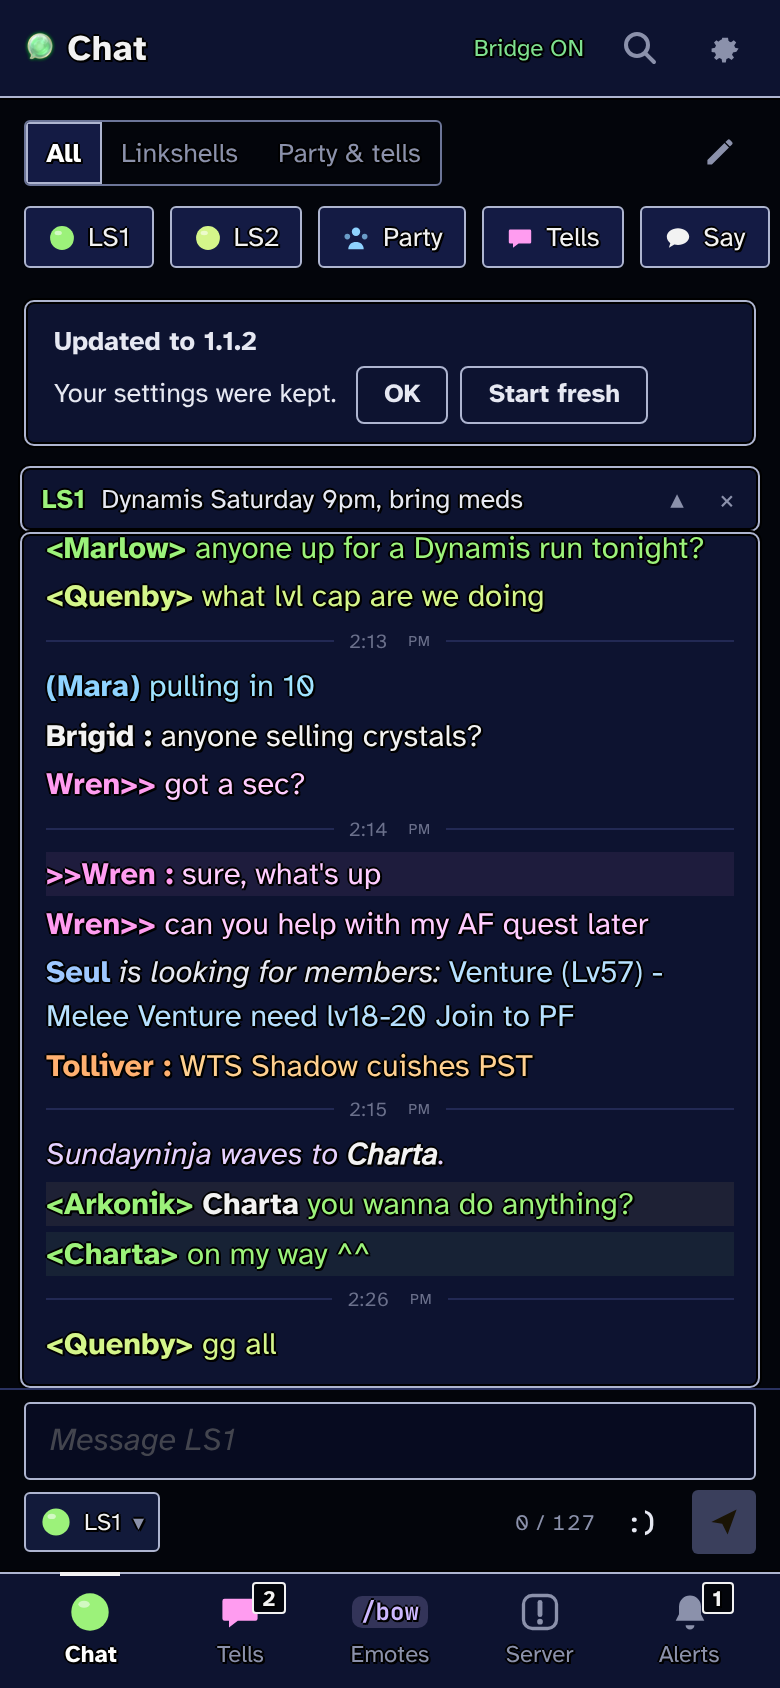 Chat
Bridge ON
All Linkshells Party & tells
LS1 LS2 Party Tells Say
Updated to 1.1.2
Your settings were kept. OK Start fresh
LS1 Dynamis Saturday 9pm, bring meds ▲ ×
<Marlow> anyone up for a Dynamis run tonight?
<Quenby> what lvl cap are we doing
2:13 PM
(Mara) pulling in 10
Brigid : anyone selling crystals?
Wren>> got a sec?
2:14 PM
>>Wren : sure, what's up
Wren>> can you help with my AF quest later
Seul is looking for members: Venture (Lv57) -
Melee Venture need lv18-20 Join to PF
Tolliver : WTS Shadow cuishes PST
2:15 PM
Sundayninja waves to Charta.
<Arkonik> Charta you wanna do anything?
<Charta> on my way ^^
2:26 PM
<Quenby> gg all
Message LS1
LS1 ▾ 0 / 127 :)
2 /bow 1
Chat Tells Emotes Server Alerts